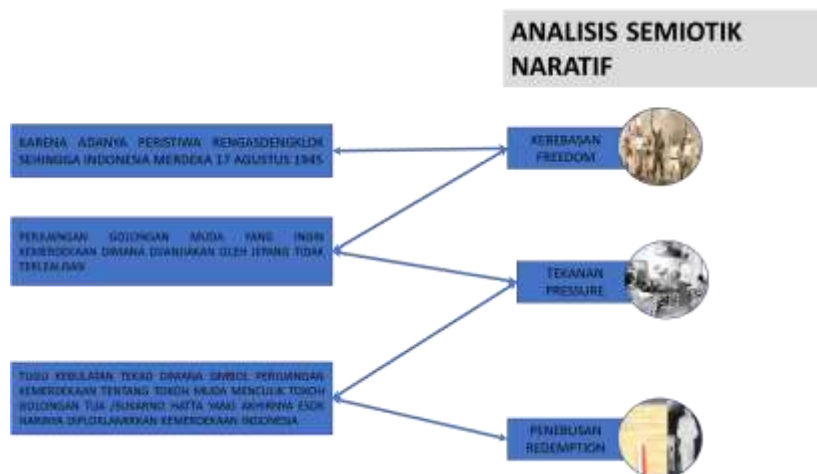 ANALISIS SEMIOTIK
NARATIF
KARENA ADANYA PERISTIWA RENGASDENGKLOK
SEHINGGA INDONESIA MERDEKA 17 AGUSTUS 1945
KEBEBASAN
FREEDOM
PERJUANGAN GOLONGAN MUDA YANG INGIN
KEMERDEKAAN DIMANA DIJANJIKAN OLEH JEPANG TIDAK
TEKANAN
PRESSURE
TUGU KEBULATAN TEKAD DIMANA SIMBOL PERJUANGAN
KEMERDEKAAN TENTANG TOKOH MUDA MENCULIK TOKOH
GOLONGAN TUA /SUKARNO HATTA YANG AKHIRNYA ESOK
KEMERDEKAAN INDONESIA
PENEBUSAN
REDEMPTION